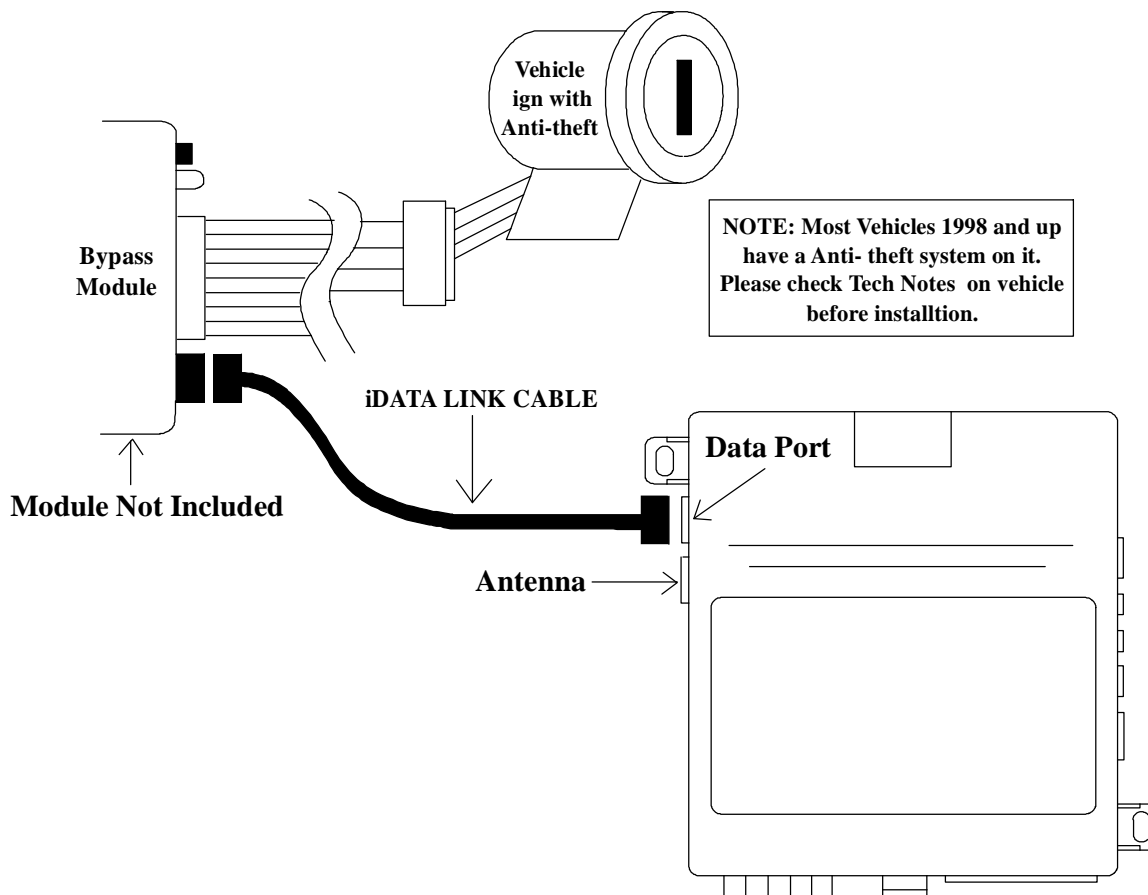 Vehicle
ign with
Anti-theft
NOTE: Most Vehicles 1998 and up
have a Anti- theft system on it.
Please check Tech Notes on vehicle
before installtion.
Bypass
Module
iDATA LINK CABLE
Data Port
Module Not Included
Antenna